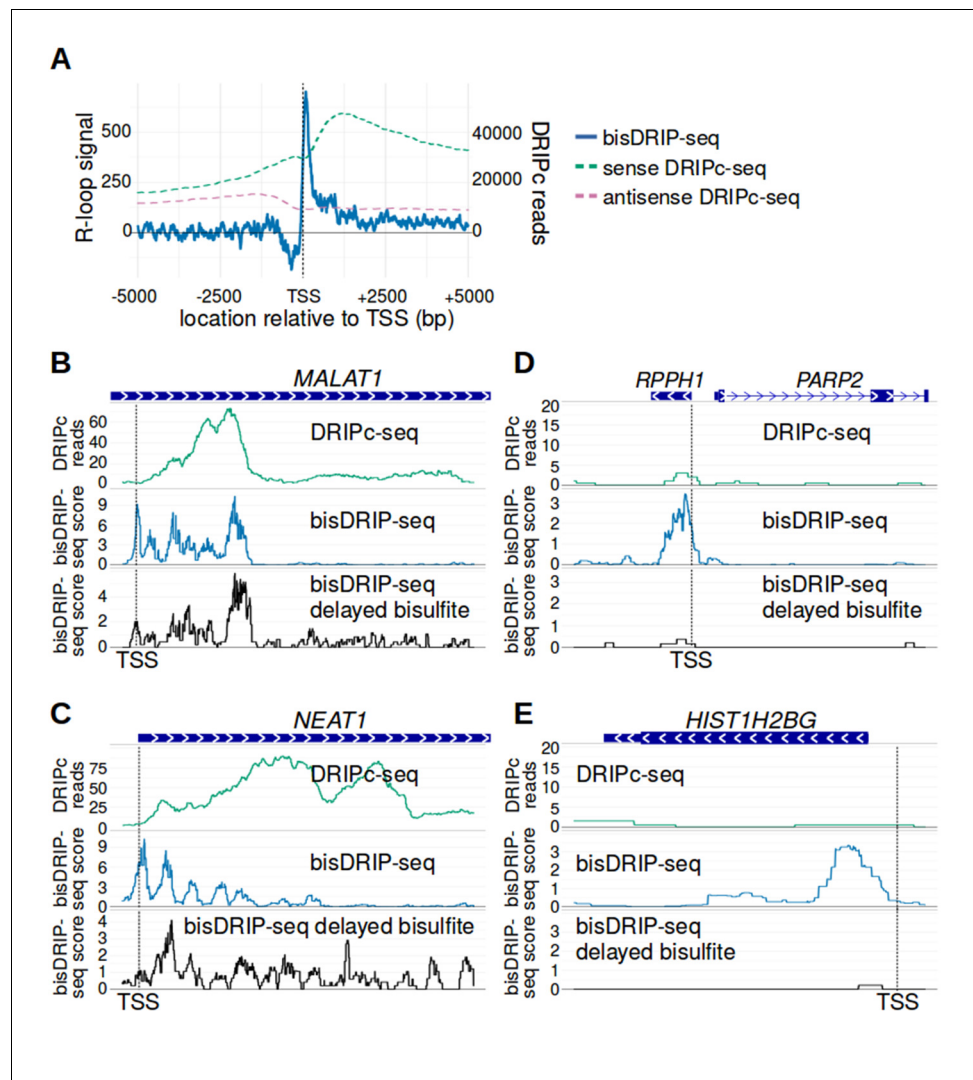 A
R-loop signal
500
250
0
40000
20000
0
DRIPc reads
bisDRIP-seq
sense DRIPc-seq
antisense DRIPc-seq
-5000
-2500
TSS
+2500
+5000
location relative to TSS (bp)
B
MALAT1
DRIPc
reads
60
40
20
0
DRIPc-seq
bisDRIP-
seq score
9
6
3
0
bisDRIP-seq
bisDRIP-
seq score
4
2
0
bisDRIP-seq
delayed bisulfite
TSS
D
RPPH1
PARP2
DRIPc
reads
20
15
10
5
0
DRIPc-seq
bisDRIP-
seq score
3
2
1
0
bisDRIP-seq
bisDRIP-
seq score
3
2
1
0
bisDRIP-seq
delayed bisulfite
TSS
C
NEAT1
DRIPc
reads
75
50
25
0
DRIPc-seq
bisDRIP-
seq score
9
6
3
0
bisDRIP-seq
bisDRIP-
seq score
4
3
2
1
0
bisDRIP-seq delayed bisulfite
TSS
E
HIST1H2BG
DRIPc
reads
20
15
10
5
0
DRIPc-seq
bisDRIP-
seq score
3
2
1
0
bisDRIP-seq
bisDRIP-
seq score
3
2
1
0
bisDRIP-seq
delayed bisulfite
TSS